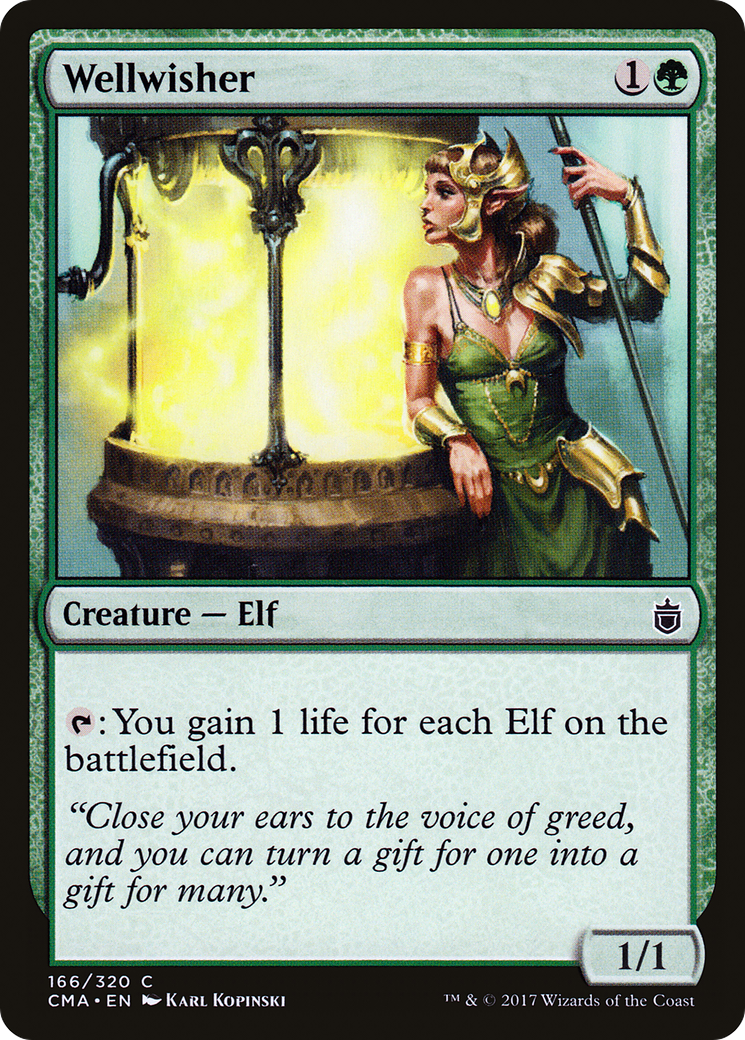 Wellwisher 1
Creature — Elf
: You gain 1 life for each Elf on the
battlefield.
“Close your ears to the voice of greed,
and you can turn a gift for one into a
gift for many.”
1/1
166/320 C
CMA • EN Karl Kopinski ™ & © 2017 Wizards of the Coast